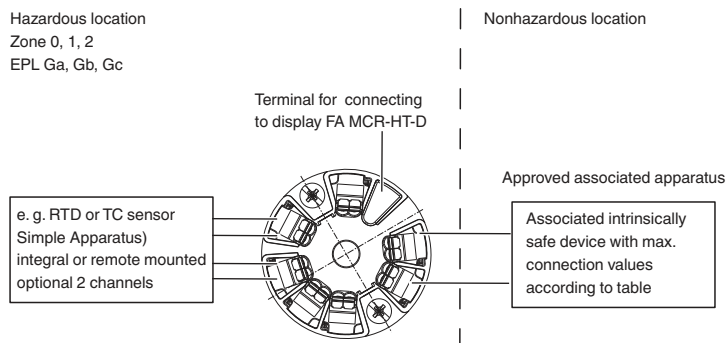 Hazardous location
Zone 0, 1, 2
EPL Ga, Gb, Gc
Nonhazardous location
Terminal for connecting
to display FA MCR-HT-D
Approved associated apparatus
e. g. RTD or TC sensor
Simple Apparatus)
integral or remote mounted
optional 2 channels
Associated intrinsically
safe device with max.
connection values
according to table